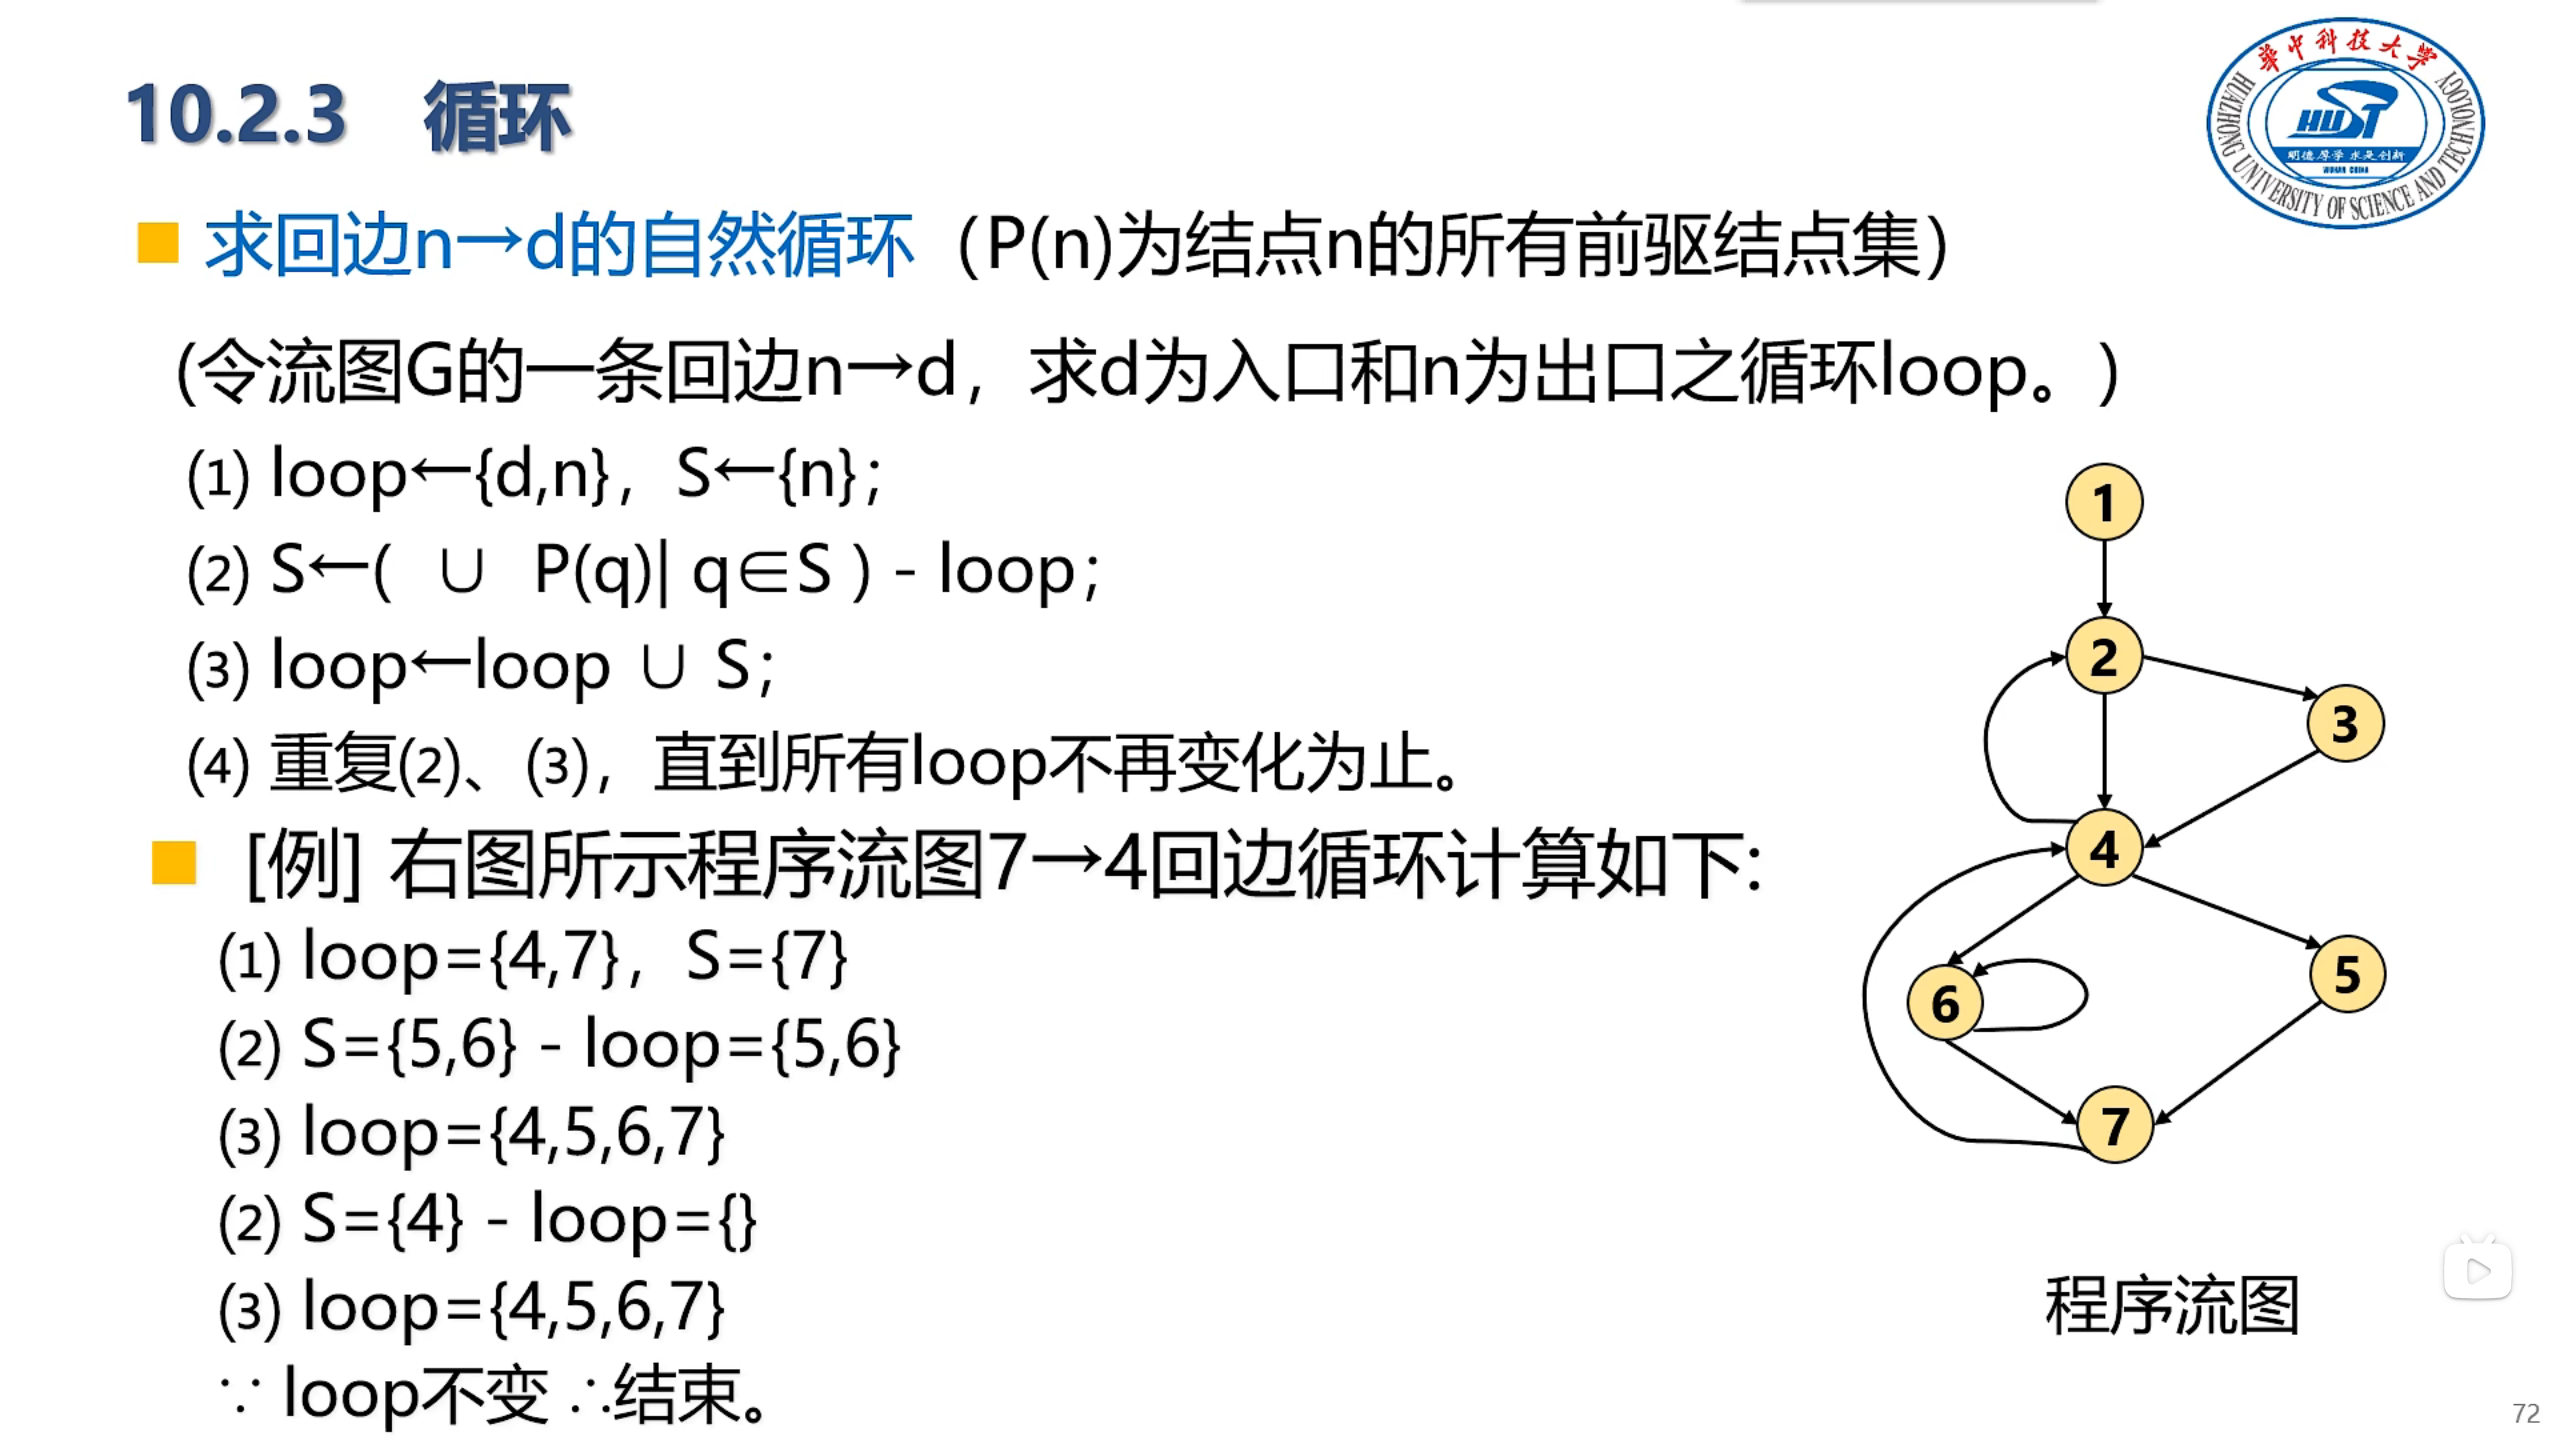 10.2.3 循环
華中科技大学
HUAZHONG UNIVERSITY OF SCIENCE AND TECHNOLOGY
HUST
明德厚学 求是创新
WUHAN CHINA
求回边n→d的自然循环（P(n)为结点n的所有前驱结点集）
(令流图G的一条回边n→d，求d为入口和n为出口之循环loop。)
(1) loop←{d,n}，S←{n}；
(2) S←( ∪ P(q)| q∈S ) - loop；
(3) loop←loop ∪ S；
(4) 重复(2)、(3)，直到所有loop不再变化为止。
[例] 右图所示程序流图7→4回边循环计算如下:
(1) loop={4,7}，S={7}
(2) S={5,6} - loop={5,6}
(3) loop={4,5,6,7}
(2) S={4} - loop={}
(3) loop={4,5,6,7}
∵ loop不变 ∴结束。
1
2
3
4
5
6
7
程序流图
72